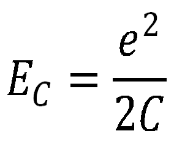 E_C = e^2/2C